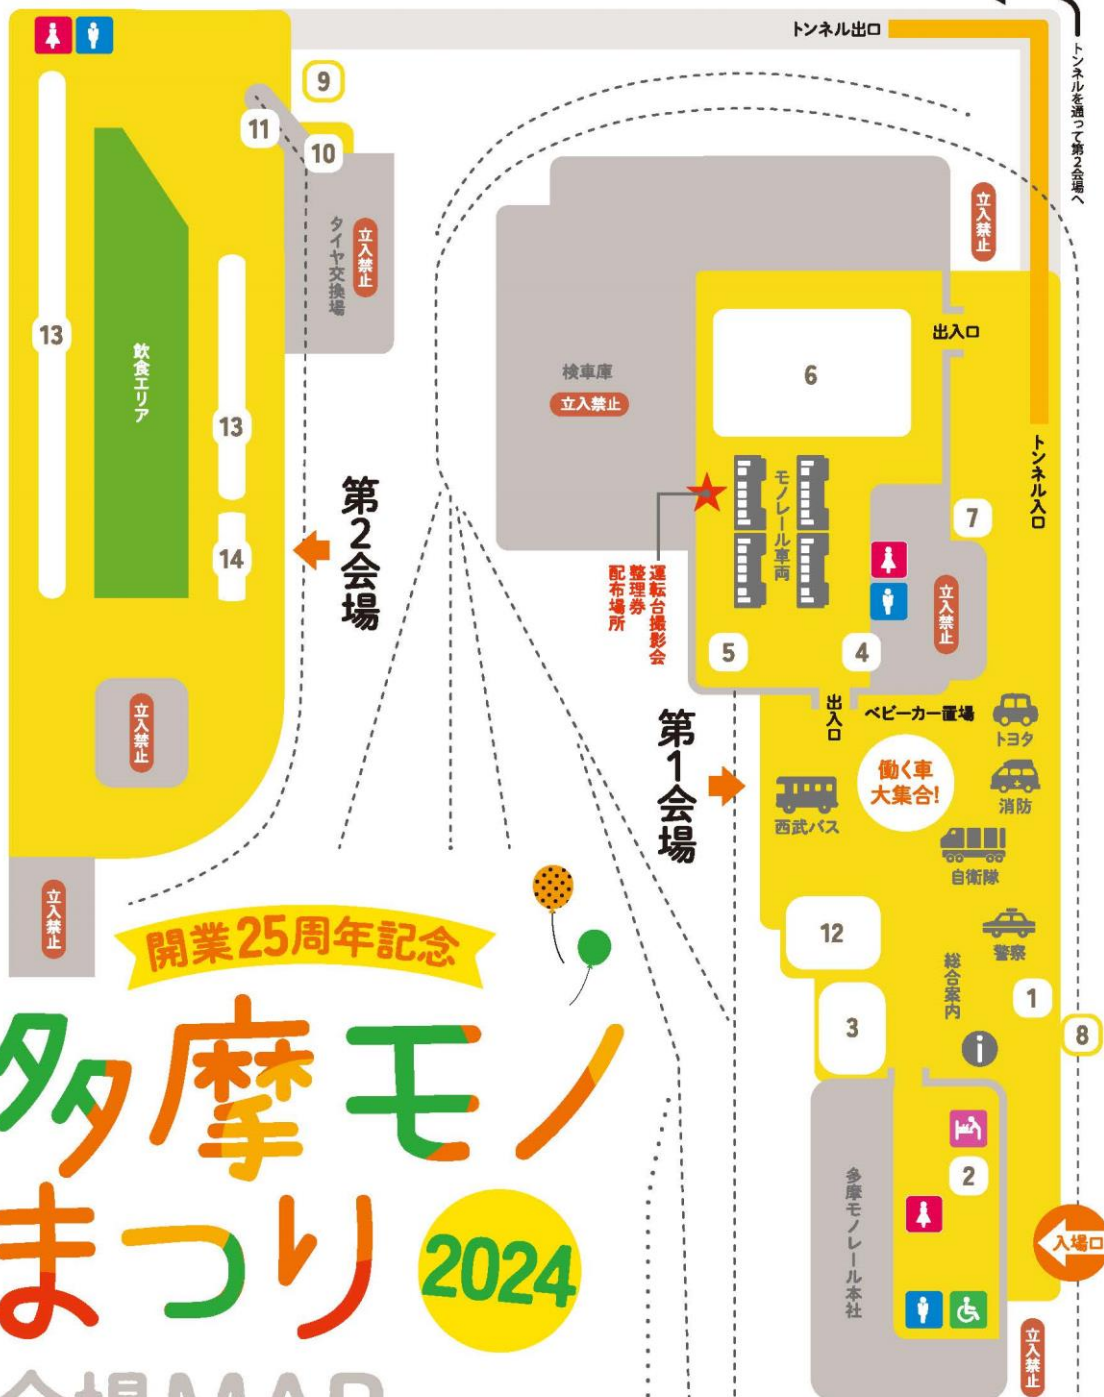 トンネル出口
トンネルを通って第2会場へ
9
11
10
タイヤ交換場
立入禁止
立入禁止
13
飲食エリア
13
14
第2会場
検車庫
立入禁止
6
出入口
トンネル入口
モノレール車両
運転台撮影会
整理券
配布場所
7
立入禁止
5
4
出入口
ベビーカー置場
トヨタ
働く車
大集合!
消防
西武バス
自衛隊
第1会場
立入禁止
立入禁止
12
警察
総合案内
1
3
i
8
2
多摩モノレール本社
入場口
立入禁止
開業25周年記念
多摩モノ
まつり
2024
会場MAP